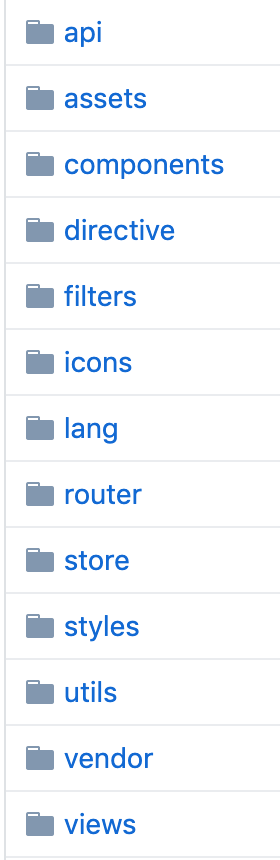 api
assets
components
directive
filters
icons
lang
router
store
styles
utils
vendor
views